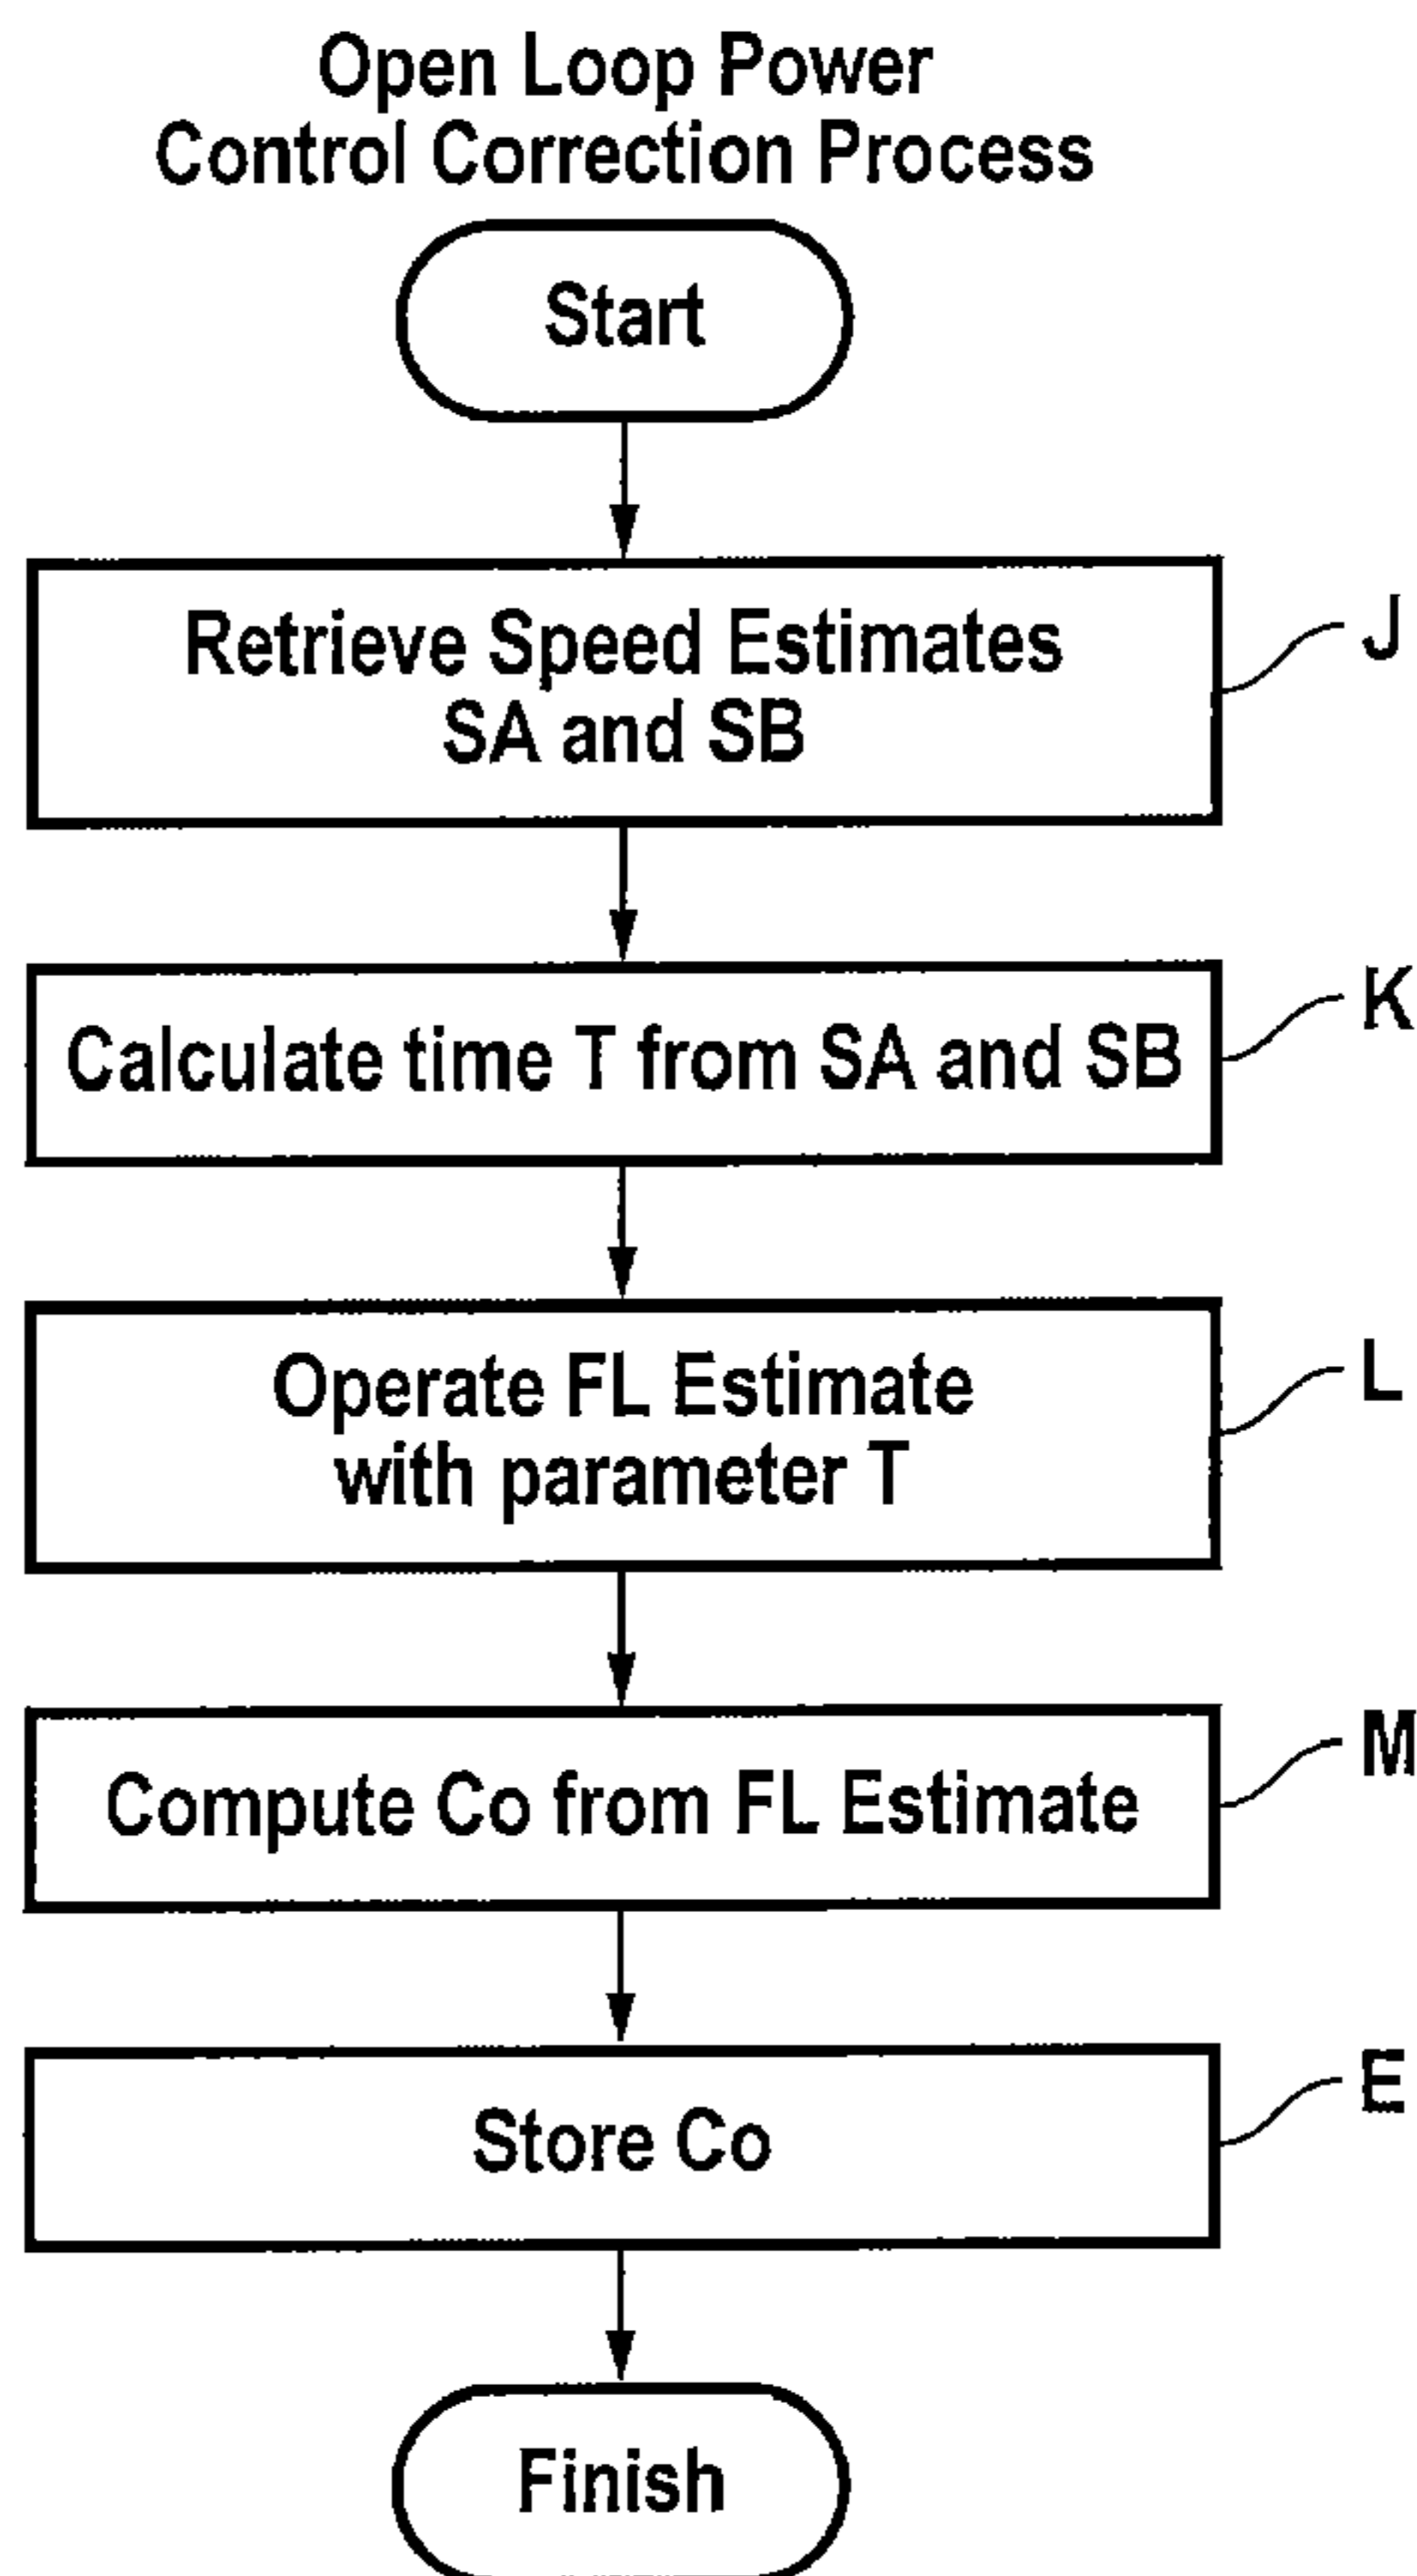 Open Loop Power
Control Correction Process
Start
Retrieve Speed Estimates
SA and SB
J
Calculate time T from SA and SB
K
Operate FL Estimate
with parameter T
L
Compute Co from FL Estimate
M
Store Co
E
Finish